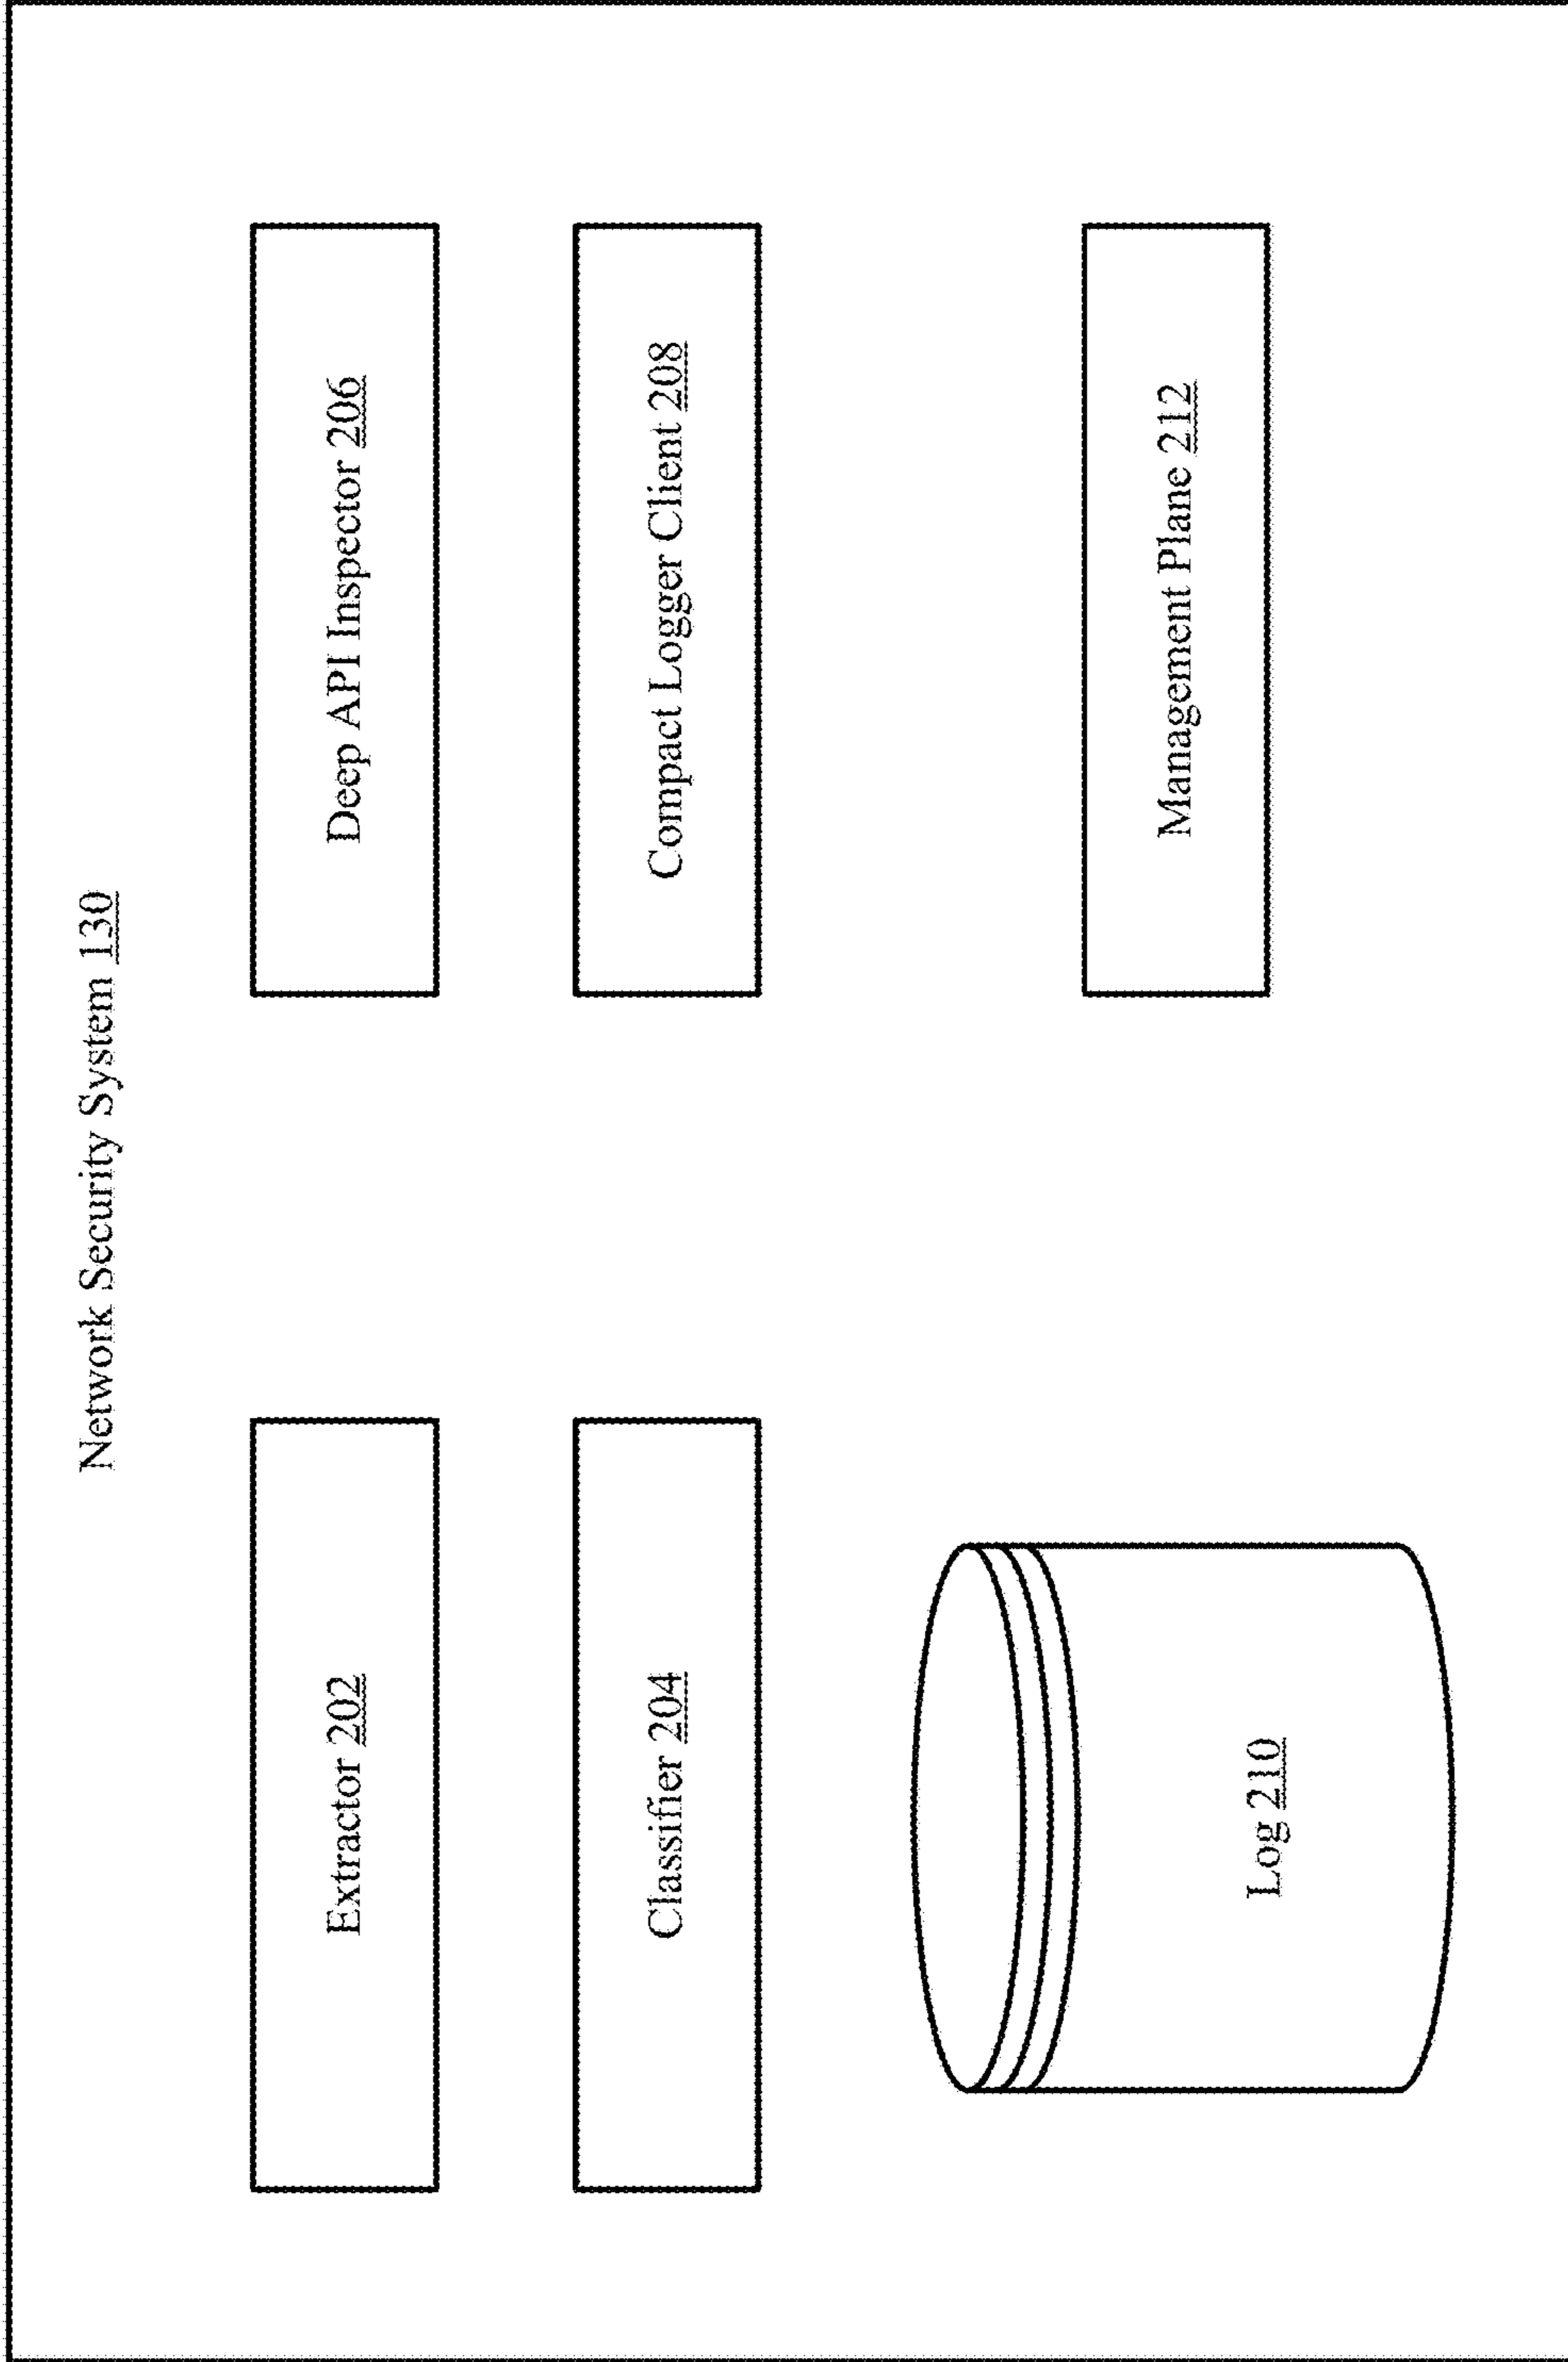 Network Security System 130
Extractor 202
Deep API Inspector 206
Classifier 204
Compact Logger Client 208
Log 210
Management Plane 212